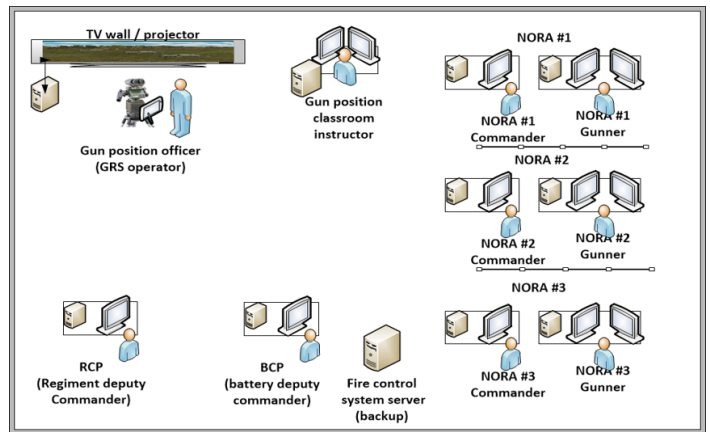 TV wall / projector
Gun position officer
(GRS operator)
Gun position
classroom
instructor
NORA #1
NORA #1
Commander
NORA #1
Gunner
NORA #2
NORA #2
Commander
NORA #2
Gunner
NORA #3
NORA #3
Commander
NORA #3
Gunner
RCP
(Regiment deputy
Commander)
BCP
(battery deputy
commander)
Fire control
system server
(backup)